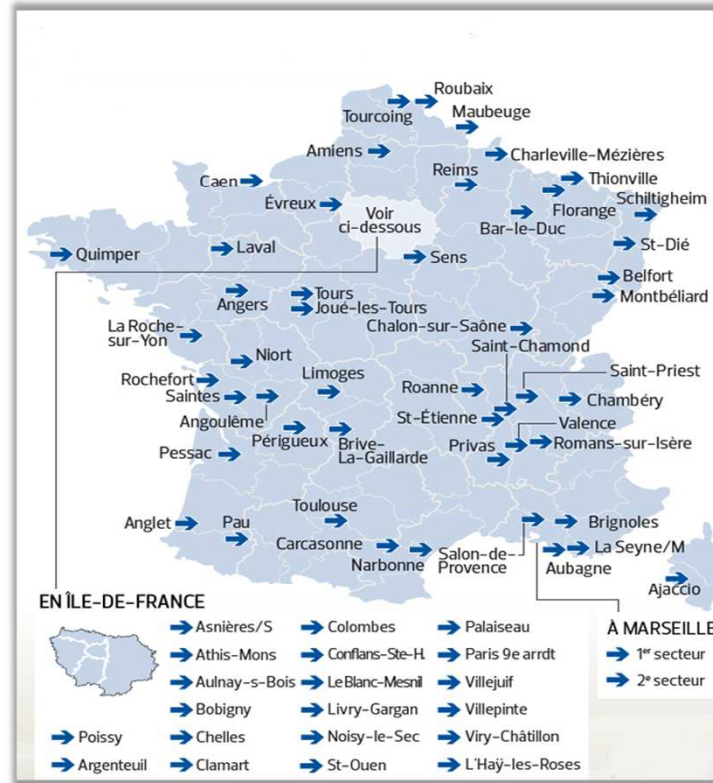 Roubaix
Tourcoing
Maubeuge
Amiens
Charleville-Mézières
Reims
Thionville
Caen
Schiltigheim
Évreux
Voir
ci-dessous
Florange
Bar-le-Duc
Quimper
Laval
Sens
St-Dié
Belfort
Angers
Tours
Montbéliard
Joué-les-Tours
La Roche-
sur-Yon
Chalon-sur-Saône
Saint-Chamond
Niort
Limoges
Saint-Priest
Rochefort
Roanne
Chambéry
Saintes
Angoulême
St-Étienne
Valence
Périgueux
Brive-
La-Gaillarde
Privas
Romans-sur-Isère
Pessac
Toulouse
Anglet
Pau
Brignoles
Carcasonne
Narbonne
Salon-de-
Provence
La Seyne/M
Aubagne
Ajaccio
EN ÎLE-DE-FRANCE
Asnières/S
Colombes
Palaiseau
À MARSEILLE
Athis-Mons
Conflans-Ste-H.
Paris 9e arrdt
1er secteur
Aulnay-s-Bois
Le Blanc-Mesnil
Villejuif
2e secteur
Bobigny
Livry-Gargan
Villepinte
Poissy
Chelles
Noisy-le-Sec
Viry-Châtillon
Argenteuil
Clamart
St-Ouen
L'Haÿ-les-Roses